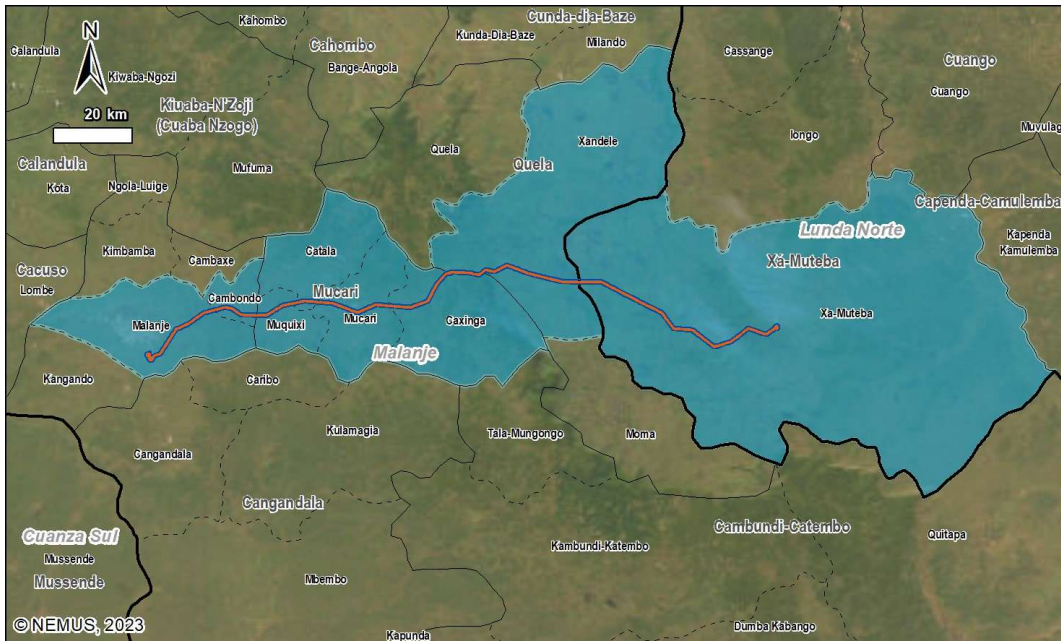 Kahombo
Cunda-dia-Baze
Calandula
Cahombo
Kunda-Dia-Baze
Milando
Cassange
Cuango
N
Kiwaba-Ngozi
Bange-Angola
Cuango
Kiuaba-N'Zoji
(Cuaba Nzogo)
20 km
Muvulag
Iongo
Xandele
Quela
Calandula
Mufuma
Quela
Kóta
Ngola-Luige
Capenda-Camulemba
Lunda Norte
Kapenda
Kamulemba
Kimbamba
Catala
Cambaxe
Xá-Muteba
Cacuso
Lombe
Cambondo
Mucari
Malanje
Muquixi
Mucari
Caxinga
Xa-Muteba
Malanje
Kangando
Caribo
Kulamagia
Tala-Mungongo
Moma
Cangandala
Cangandala
Cambundi-Catembo
Cuanza Sul
Quitapa
Kambundi-Katembo
Mussende
Mussende
Mbembo
© NEMUS, 2023
Kapunda
Dumba Kabango